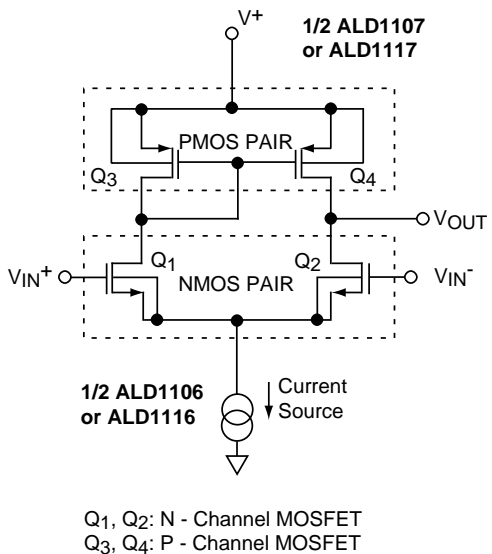 V+
1/2 ALD1107
or ALD1117
PMOS PAIR
Q3
Q4
VOUT
Q1
Q2
VIN+
NMOS PAIR
VIN-
1/2 ALD1106
or ALD1116
Current
Source
Q1, Q2: N - Channel MOSFET
Q3, Q4: P - Channel MOSFET